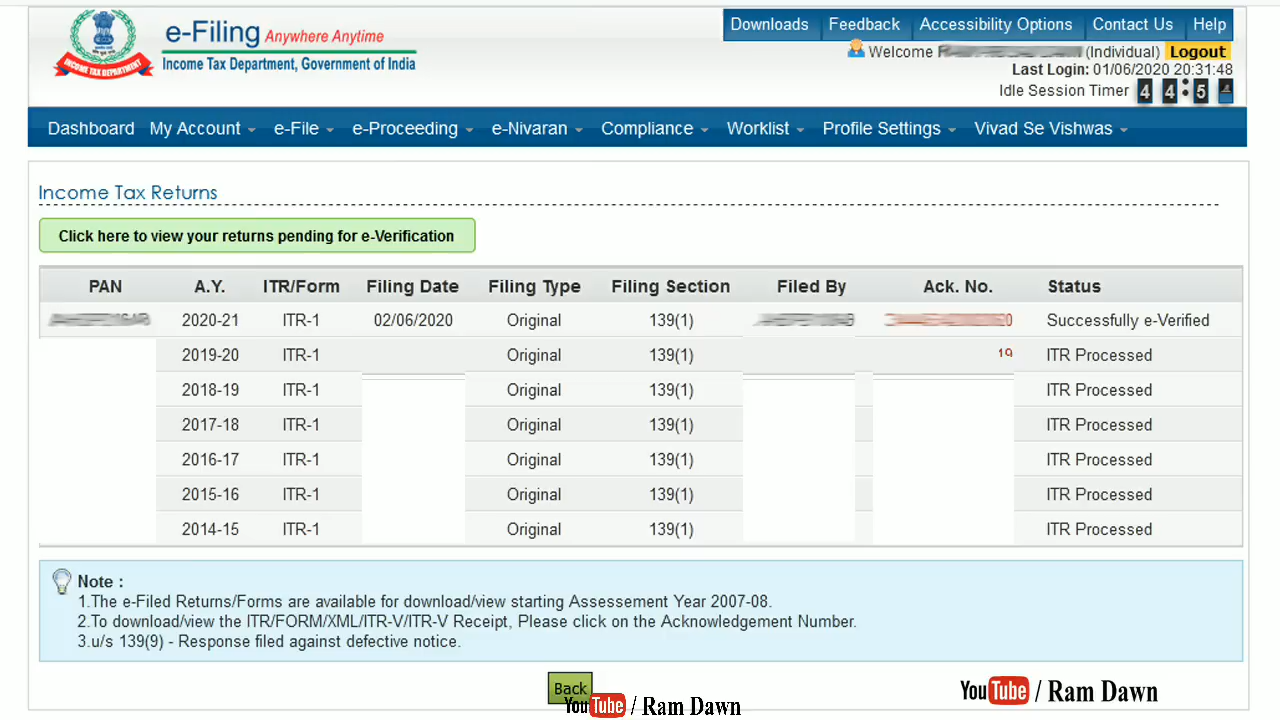 e-Filing Anywhere Anytime
Income Tax Department, Government of India
INCOME TAX DEPARTMENT
Downloads Feedback Accessibility Options Contact Us Help
Welcome (Individual) Logout
Last Login: 01/06/2020 20:31:48
Idle Session Timer 4 4 : 5
Dashboard My Account e-File e-Proceeding e-Nivaran Compliance Worklist Profile Settings Vivad Se Vishwas
Income Tax Returns
Click here to view your returns pending for e-Verification
PAN A.Y. ITR/Form Filing Date Filing Type Filing Section Filed By Ack. No. Status
2020-21 ITR-1 02/06/2020 Original 139(1) Successfully e-Verified
2019-20 ITR-1 Original 139(1) 19 ITR Processed
2018-19 ITR-1 Original 139(1) ITR Processed
2017-18 ITR-1 Original 139(1) ITR Processed
2016-17 ITR-1 Original 139(1) ITR Processed
2015-16 ITR-1 Original 139(1) ITR Processed
2014-15 ITR-1 Original 139(1) ITR Processed
Note :
1.The e-Filed Returns/Forms are available for download/view starting Assessement Year 2007-08.
2.To download/view the ITR/FORM/XML/ITR-V/ITR-V Receipt, Please click on the Acknowledgement Number.
3.u/s 139(9) - Response filed against defective notice.
Back
YouTube / Ram Dawn
YouTube / Ram Dawn